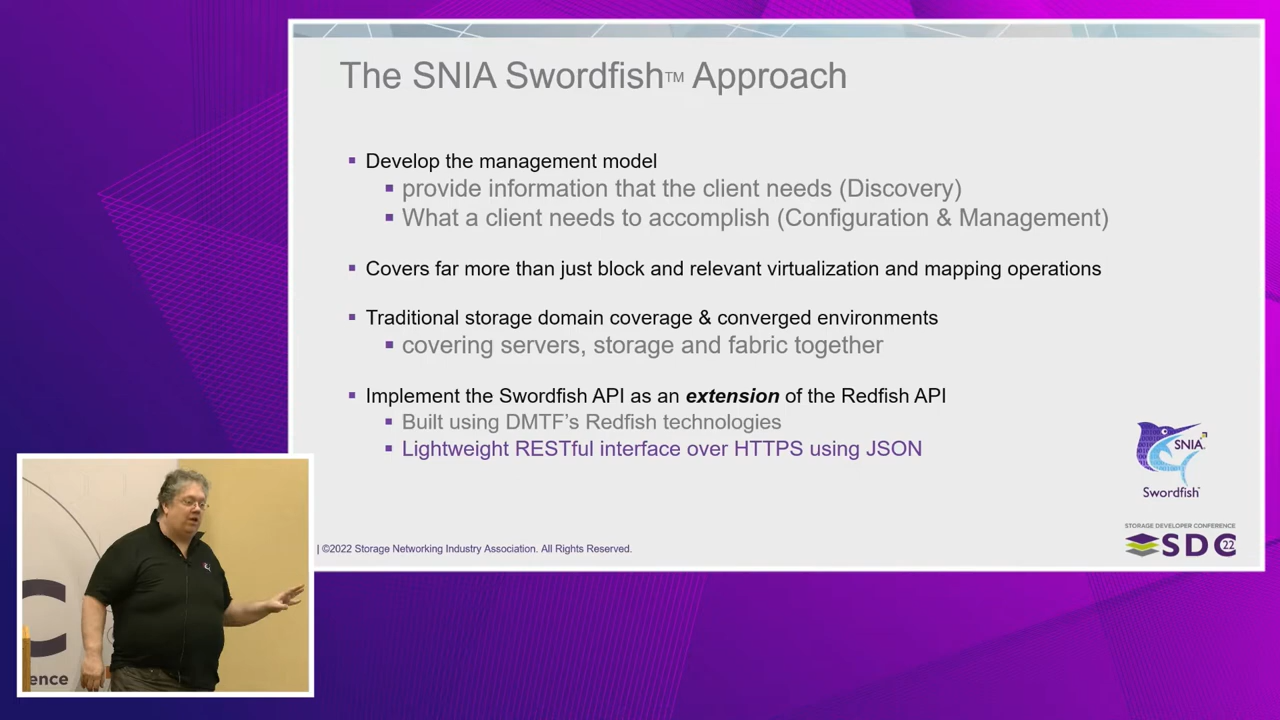 The SNIA Swordfish™ Approach
▪ Develop the management model
▪ provide information that the client needs (Discovery)
▪ What a client needs to accomplish (Configuration & Management)
▪ Covers far more than just block and relevant virtualization and mapping operations
▪ Traditional storage domain coverage & converged environments
▪ covering servers, storage and fabric together
▪ Implement the Swordfish API as an extension of the Redfish API
▪ Built using DMTF’s Redfish technologies
▪ Lightweight RESTful interface over HTTPS using JSON
SNIA
Swordfish
STORAGE DEVELOPER CONFERENCE
SDC 22
| ©2022 Storage Networking Industry Association. All Rights Reserved.
C
ence